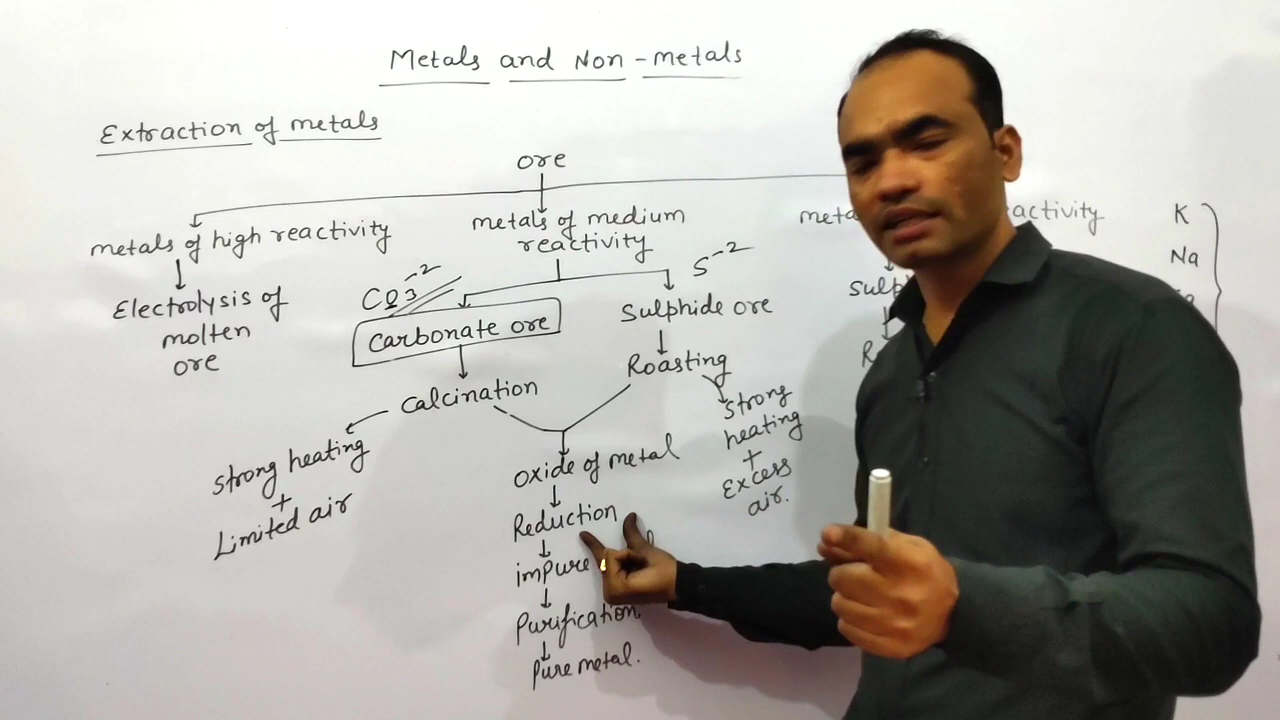 Metals and Non-metals
Extraction of metals
ore
metals of high reactivity
Electrolysis of
molten
ore
metals of medium
reactivity
CO3⁻²
Carbonate ore
Calcination
Strong heating
+
Limited air
S⁻²
Sulphide ore
Roasting
Strong
heating
+
Excess
air.
Oxide of metal
Reduction
impure
Purification
Pure metal.
K
Na